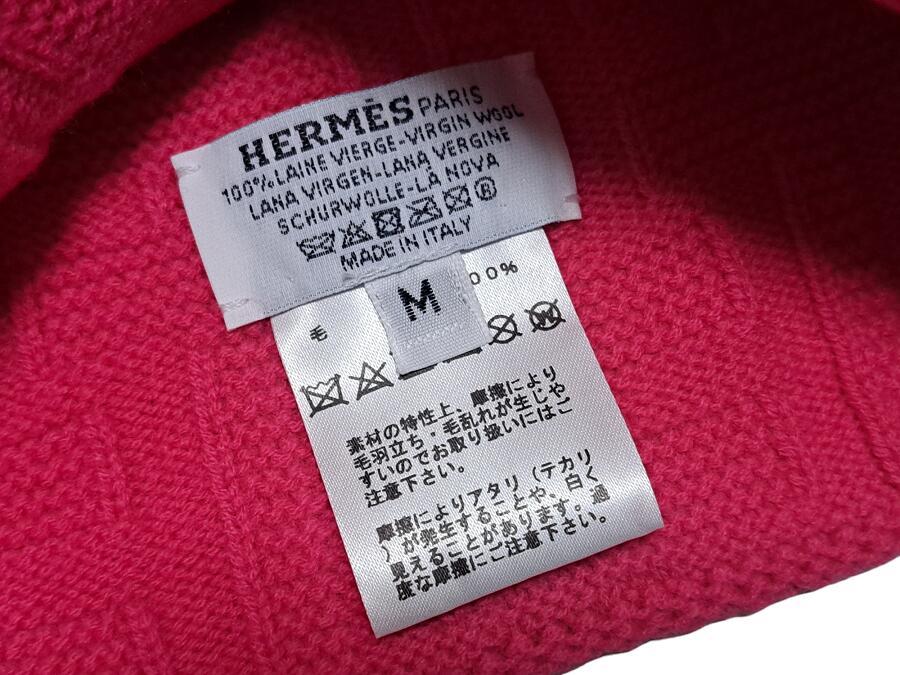 HERMÈS PARIS
100% LAINE VIERGE-VIRGIN WOOL
LANA VIRGEN-LANA VERGINE
SCHURWOLLE-LÃ NOVA
MADE IN ITALY
M
毛 00%
素材の特性上、摩擦により
毛羽立ち・毛乱れが生じや
すいのでお取り扱いにはご
注意下さい。
摩擦によりアタリ（テカリ
）が発生することや、白く
見えることがあります。過
度な摩擦にご注意下さい。